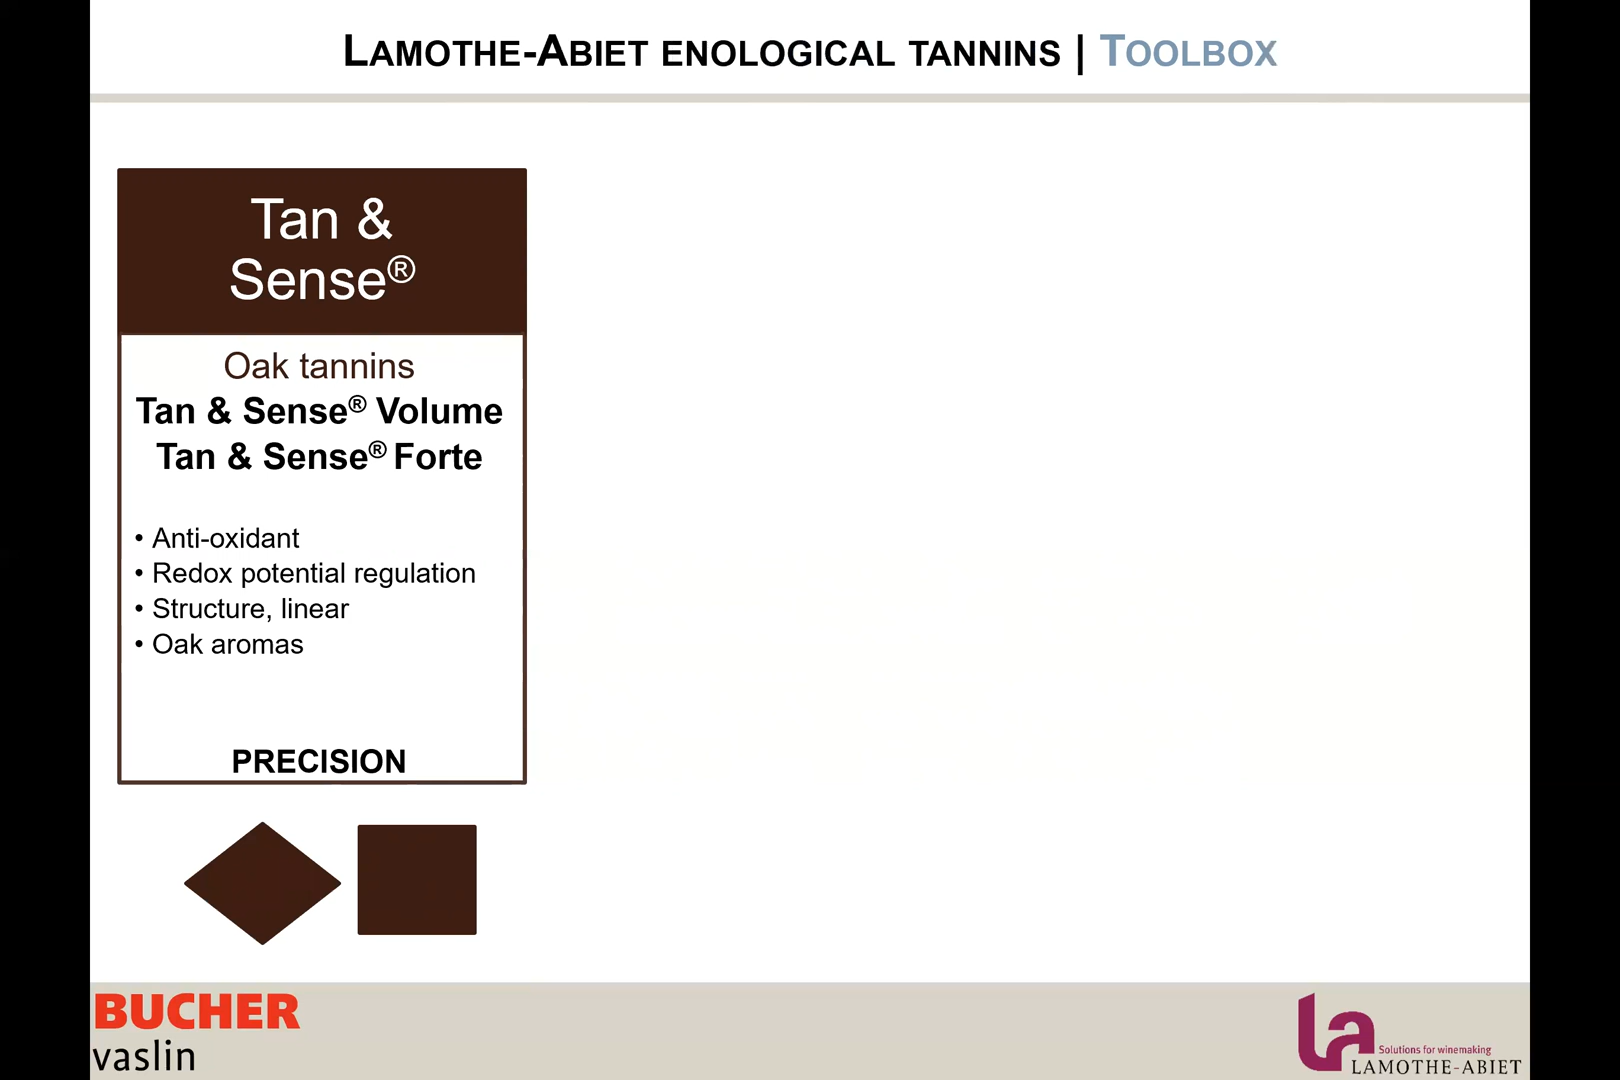 LAMOTHE-ABIET ENOLOGICAL TANNINS | TOOLBOX
Tan &
Sense®
Oak tannins
Tan & Sense® Volume
Tan & Sense® Forte
• Anti-oxidant
• Redox potential regulation
• Structure, linear
• Oak aromas
PRECISION
BUCHER
vaslin
la
Solutions for winemaking
LAMOTHE-ABIET